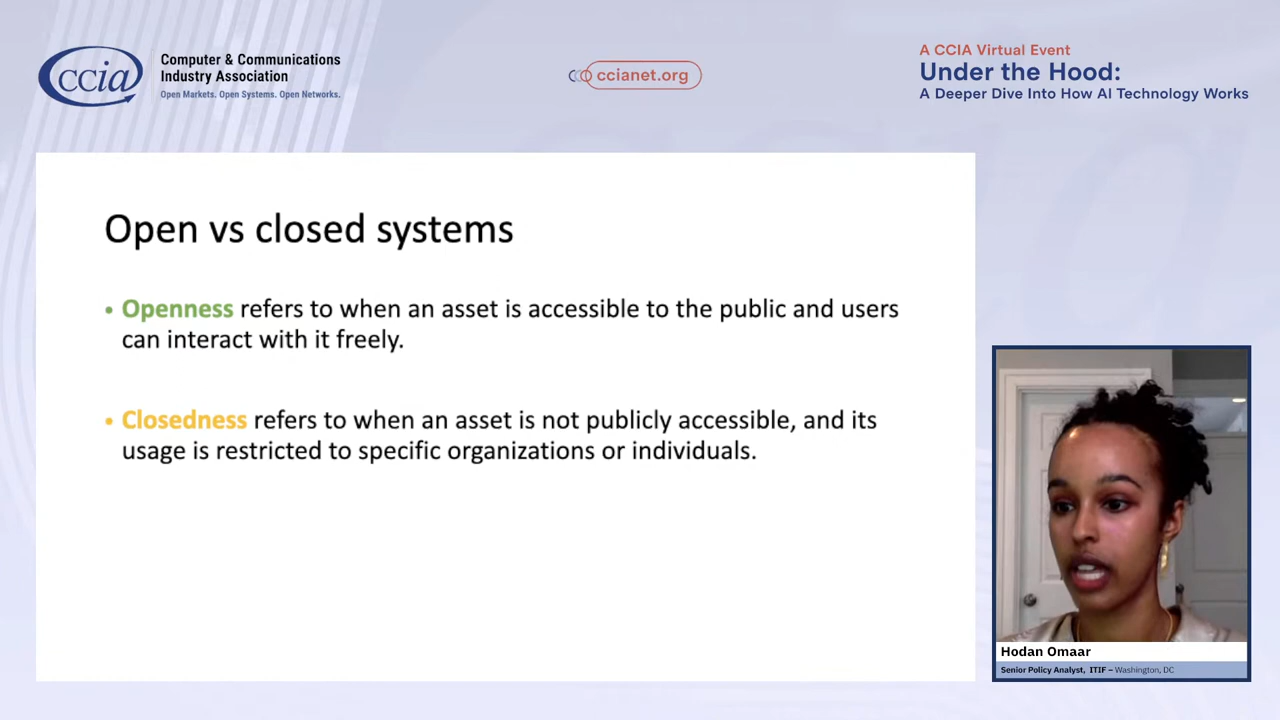 ccia
Computer & Communications
Industry Association
Open Markets. Open Systems. Open Networks.
ccianet.org
A CCIA Virtual Event
Under the Hood:
A Deeper Dive Into How AI Technology Works
Open vs closed systems
• Openness refers to when an asset is accessible to the public and users
can interact with it freely.
• Closedness refers to when an asset is not publicly accessible, and its
usage is restricted to specific organizations or individuals.
Hodan Omaar
Senior Policy Analyst, ITIF – Washington, DC